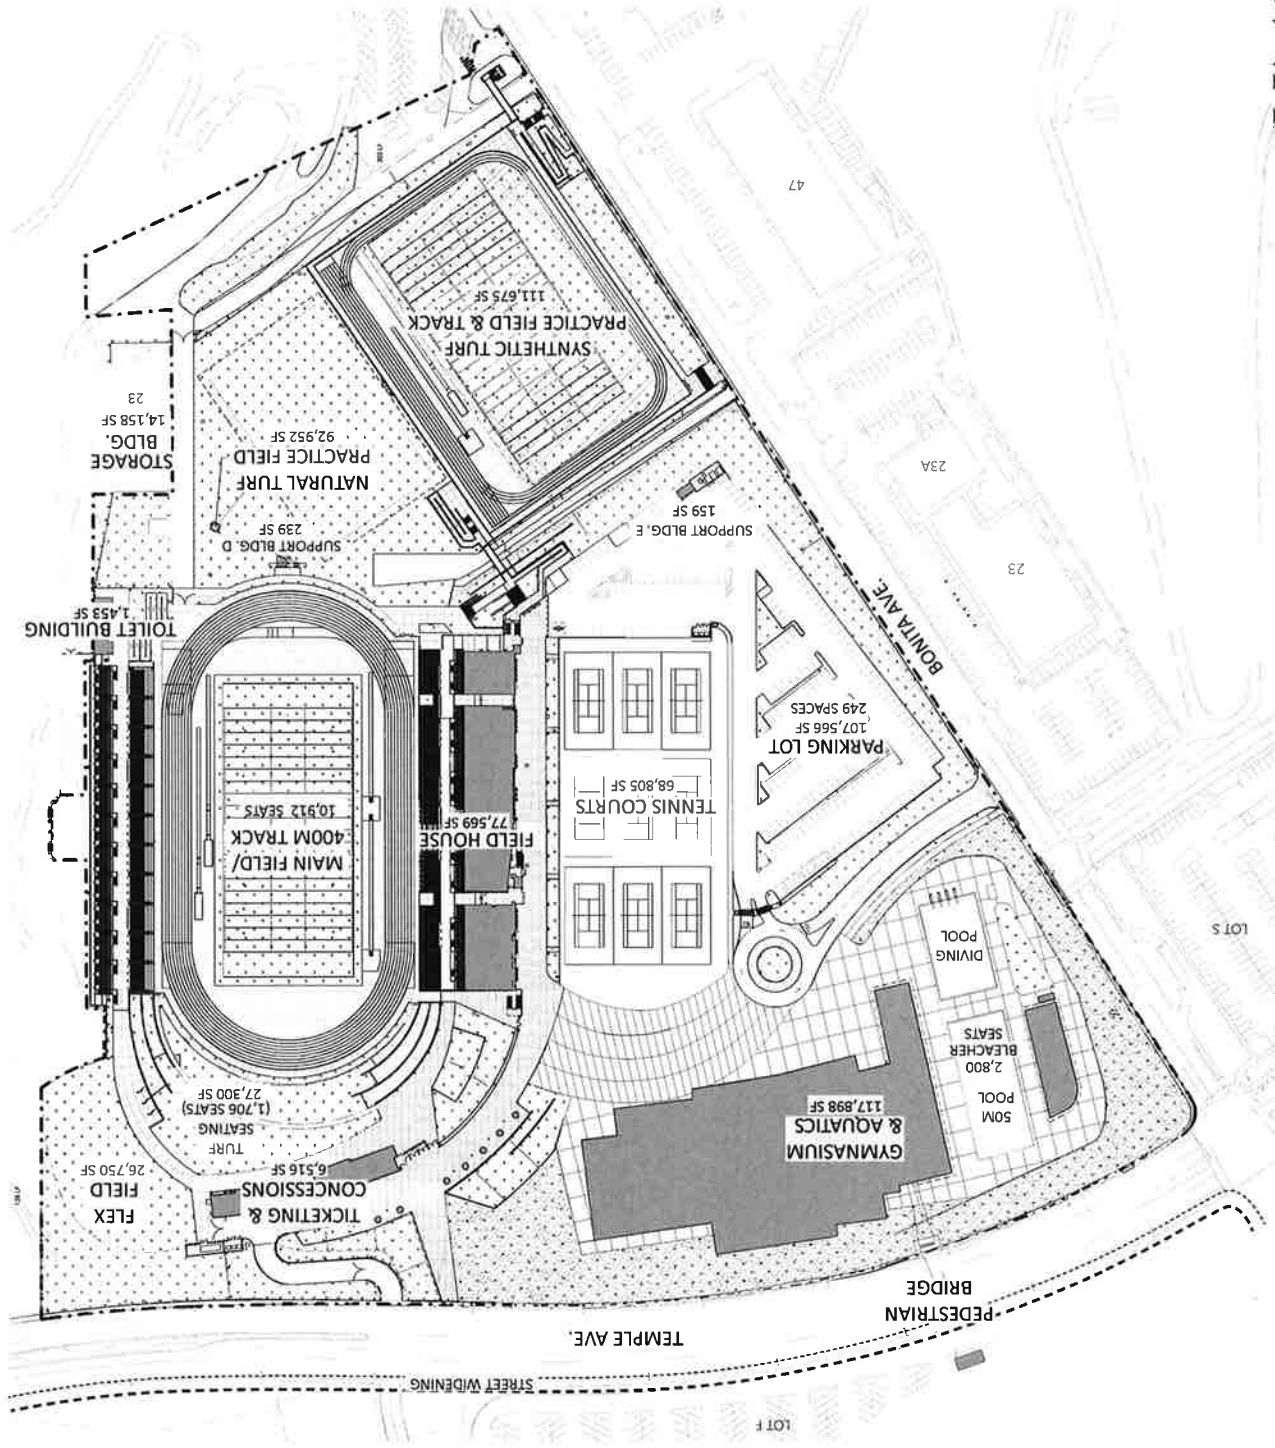 LOT F
STREET WIDENING
TEMPLE AVE.
PEDESTRIAN
BRIDGE
TICKETING &
CONCESSIONS
6,516 SF
FLEX
FIELD
26,750 SF
GYMNASIUM
& AQUATICS
117,898 SF
TURF
SEATING
(1,706 SEATS)
27,300 SF
50M
POOL
2,800
BLEACHER
SEATS
DIVING
POOL
LOT S
FIELD HOUSE
77,569 SF
MAIN FIELD/
400M TRACK
10,912 SEATS
TENNIS COURTS
68,805 SF
PARKING LOT
107,566 SF
249 SPACES
BONITA AVE.
TOILET BUILDING
1,453 SF
23
SUPPORT BLDG. D
239 SF
SUPPORT BLDG. E
159 SF
NATURAL TURF
PRACTICE FIELD
92,952 SF
23A
STORAGE
BLDG.
14,158 SF
23
SYNTHETIC TURF
PRACTICE FIELD & TRACK
111,675 SF
47